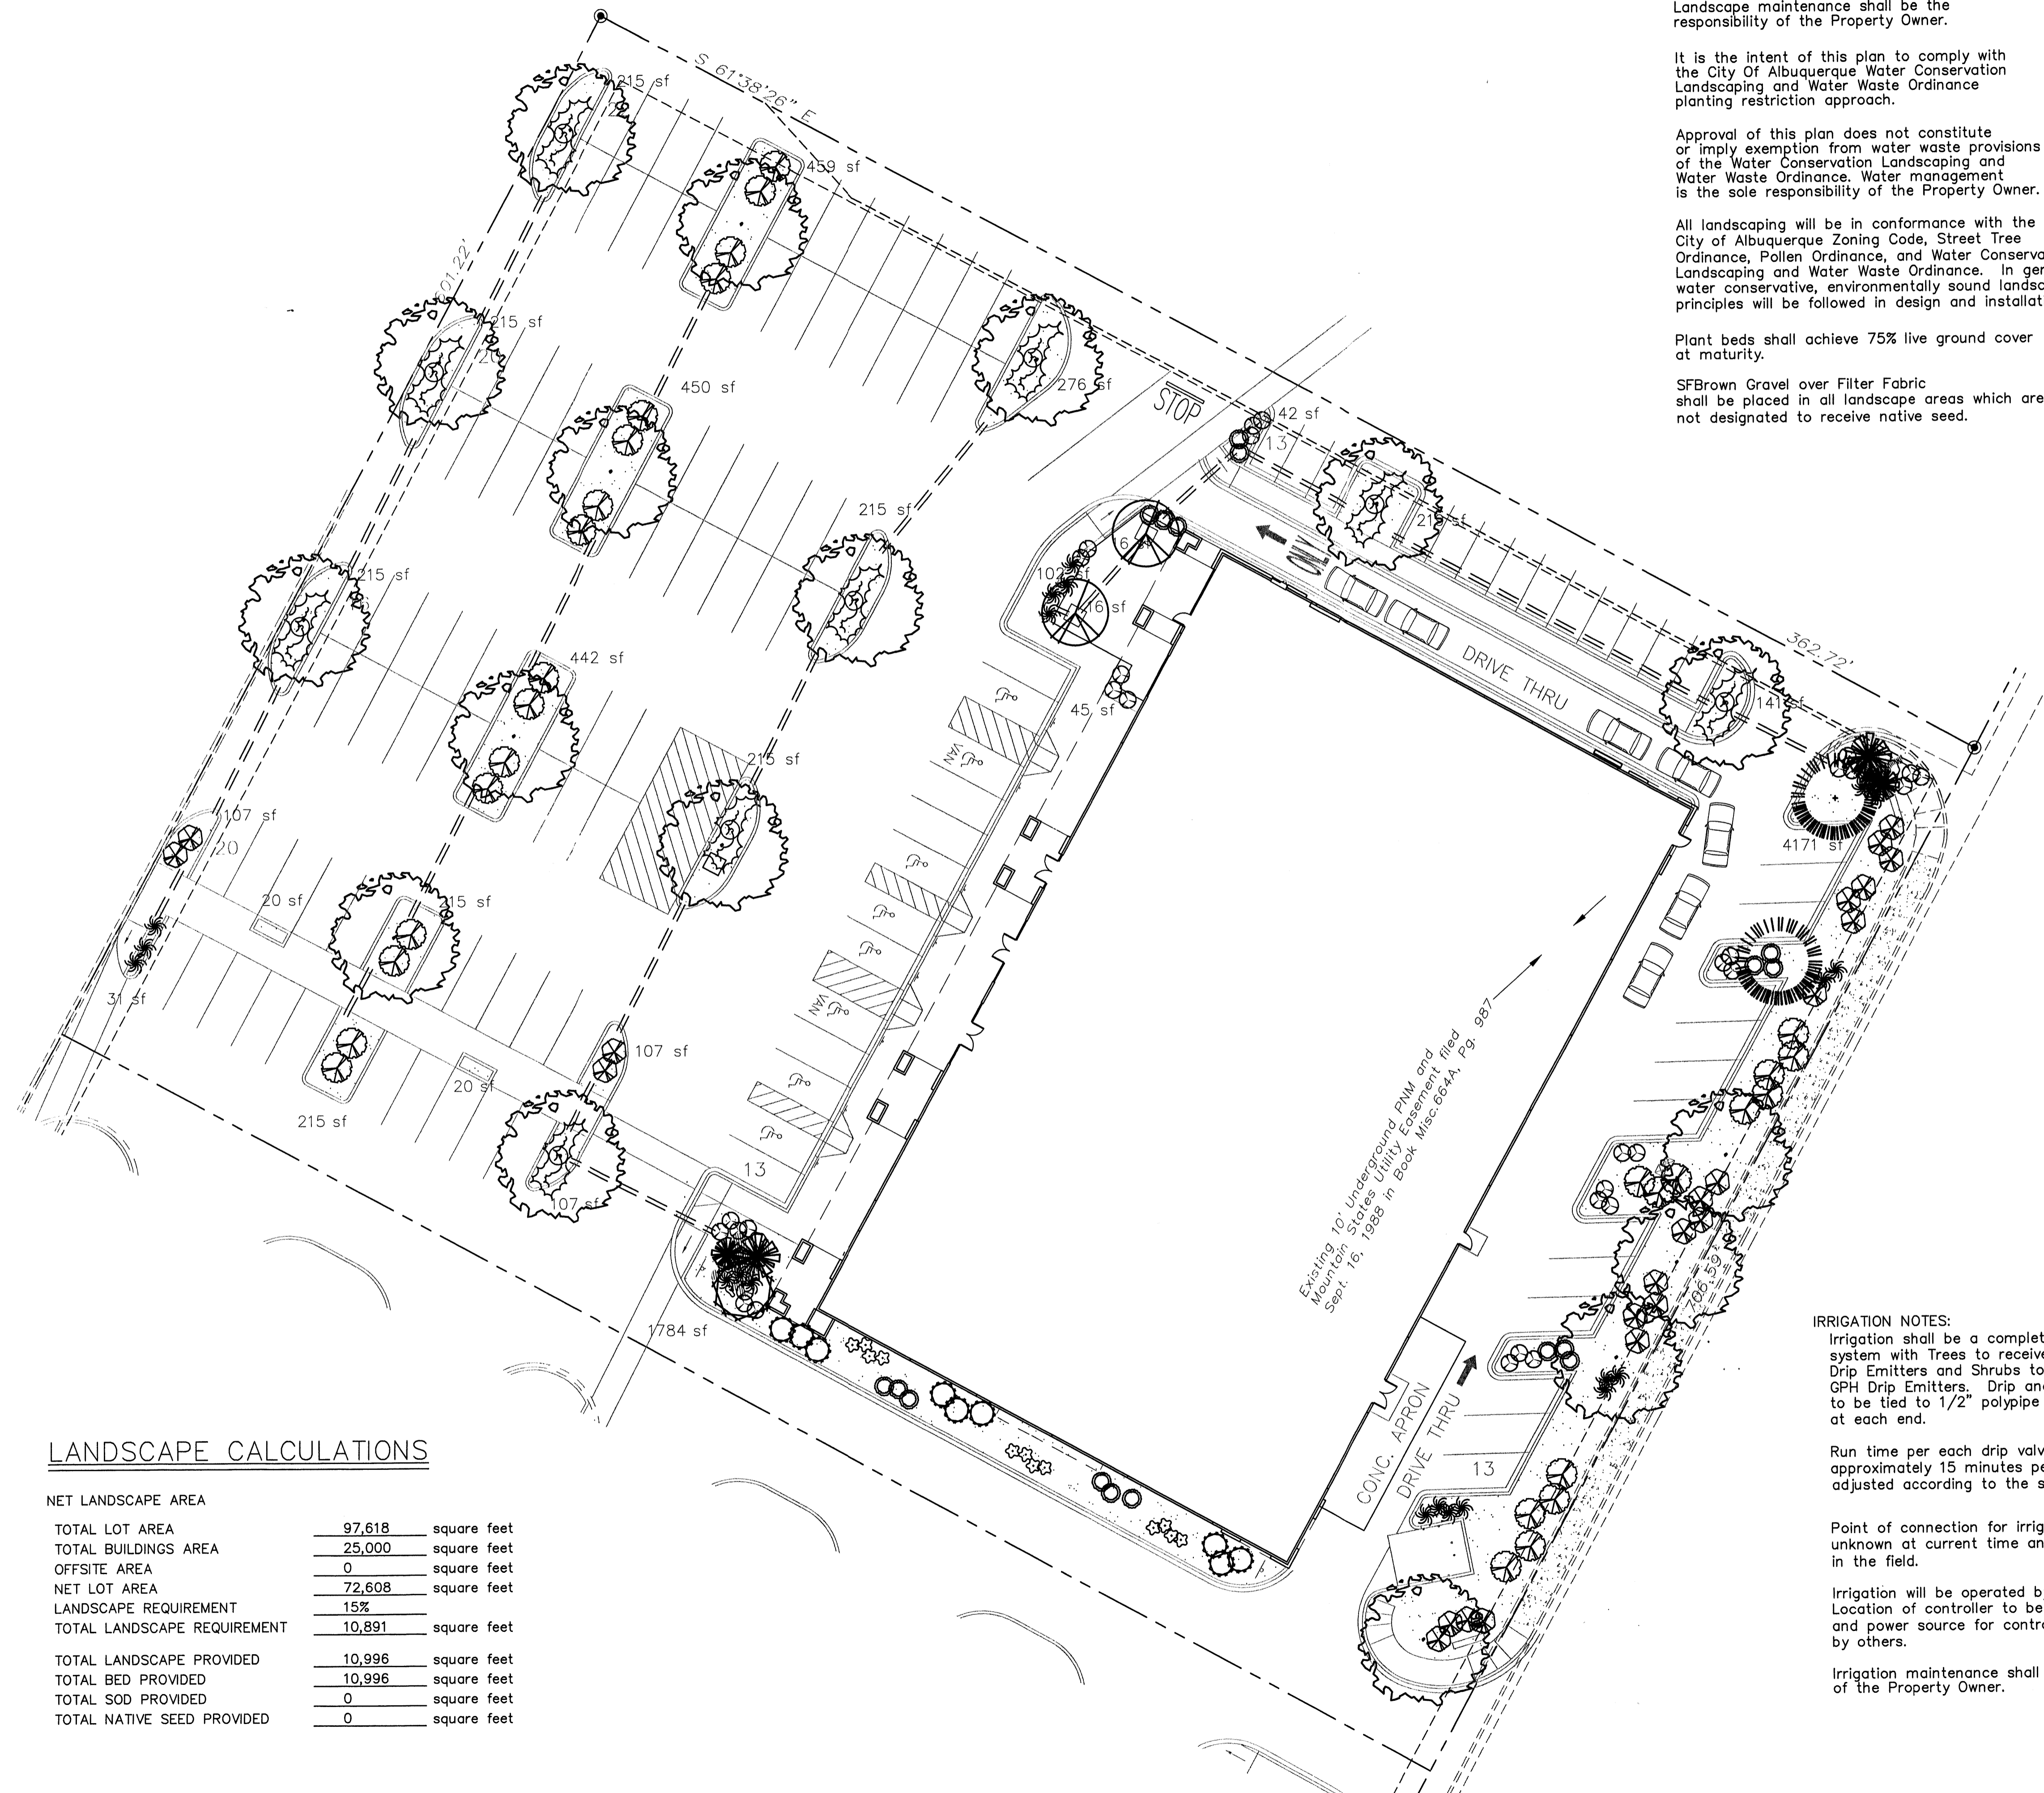 Landscape maintenance shall be the
responsibility of the Property Owner.
It is the intent of this plan to comply with
the City Of Albuquerque Water Conservation
Landscaping and Water Waste Ordinance
planting restriction approach.
Approval of this plan does not constitute
or imply exemption from water waste provisions
of the Water Conservation Landscaping and
Water Waste Ordinance. Water management
is the sole responsibility of the Property Owner.
All landscaping will be in conformance with the
City of Albuquerque Zoning Code, Street Tree
Ordinance, Pollen Ordinance, and Water Conserva
Landscaping and Water Waste Ordinance. In ger
water conservative, environmentally sound landsc
principles will be followed in design and installat
Plant beds shall achieve 75% live ground cover
at maturity.
SFBrown Gravel over Filter Fabric
shall be placed in all landscape areas which are
not designated to receive native seed.
S 61°38'26" E
215 sf
459 sf
215 sf
450 sf
276 sf
STOP
42 sf
13
215 sf
215 sf
102 sf
16 sf
362.72'
DRIVE THRU
442 sf
45 sf
141 sf
VAN
215 sf
107 sf
20
4171 sf
20 sf
215 sf
31 sf
VAN
107 sf
20 sf
215 sf
13
107 sf
Existing 10' Underground PNM and
Mountain States Utility Easement filed
Sept. 16, 1988 in Book Misc.664A, Pg. 987
706.59'
1784 sf
CONC. APRON
DRIVE THRU
13
IRRIGATION NOTES:
Irrigation shall be a complet
system with Trees to receive
Drip Emitters and Shrubs to
GPH Drip Emitters. Drip an
to be tied to 1/2" polypipe
at each end.
Run time per each drip valv
approximately 15 minutes pe
adjusted according to the s
Point of connection for irrig
unknown at current time an
in the field.
Irrigation will be operated b
Location of controller to be
and power source for contro
by others.
Irrigation maintenance shall
of the Property Owner.
LANDSCAPE CALCULATIONS
NET LANDSCAPE AREA
TOTAL LOT AREA 97,618 square feet
TOTAL BUILDINGS AREA 25,000 square feet
OFFSITE AREA 0 square feet
NET LOT AREA 72,608 square feet
LANDSCAPE REQUIREMENT 15%
TOTAL LANDSCAPE REQUIREMENT 10,891 square feet
TOTAL LANDSCAPE PROVIDED 10,996 square feet
TOTAL BED PROVIDED 10,996 square feet
TOTAL SOD PROVIDED 0 square feet
TOTAL NATIVE SEED PROVIDED 0 square feet